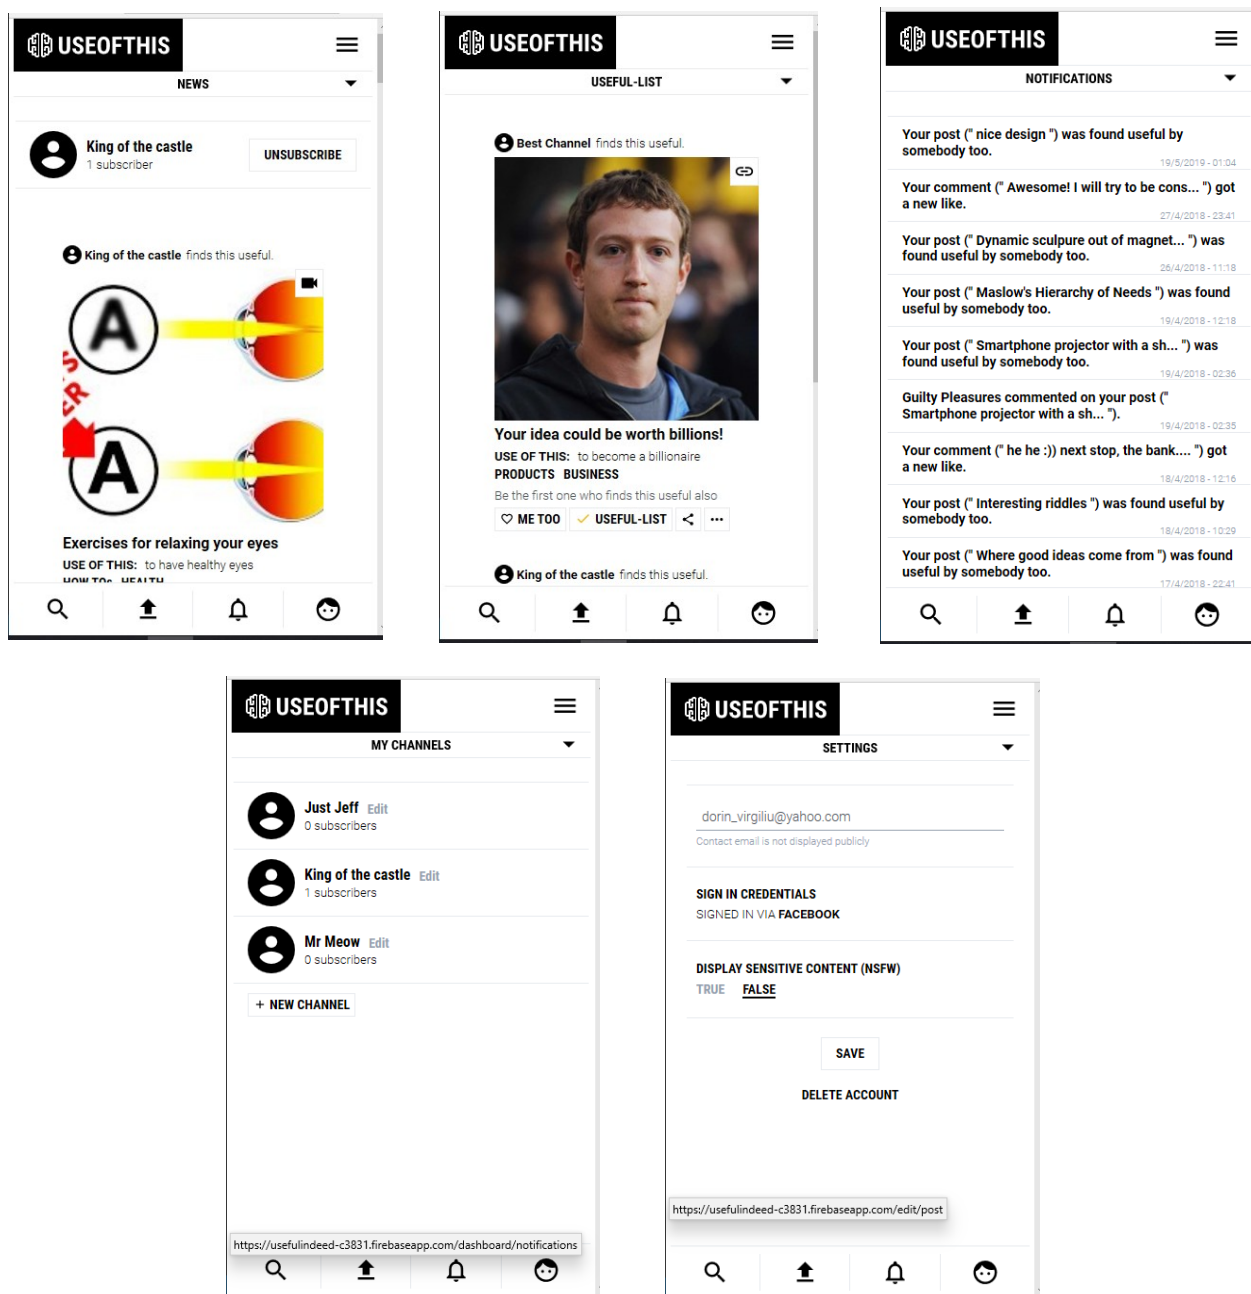 USEOFTHIS
NEWS
King of the castle
1 subscriber
UNSUBSCRIBE
King of the castle finds this useful.
A
A
Exercises for relaxing your eyes
USE OF THIS: to have healthy eyes
HOW TOs HEALTH
USEOFTHIS
USEFUL-LIST
Best Channel finds this useful.
Your idea could be worth billions!
USE OF THIS: to become a billionaire
PRODUCTS BUSINESS
Be the first one who finds this useful also
ME TOO USEFUL-LIST
King of the castle finds this useful.
USEOFTHIS
NOTIFICATIONS
Your post (" nice design ") was found useful by
somebody too.
19/5/2019 - 01:04
Your comment (" Awesome! I will try to be cons... ") got
a new like.
27/4/2018 - 23:41
Your post (" Dynamic sculpure out of magnet... ") was
found useful by somebody too.
26/4/2018 - 11:18
Your post (" Maslow's Hierarchy of Needs ") was found
useful by somebody too.
19/4/2018 - 12:18
Your post (" Smartphone projector with a sh... ") was
found useful by somebody too.
19/4/2018 - 02:36
Guilty Pleasures commented on your post ("
Smartphone projector with a sh... ").
19/4/2018 - 02:35
Your comment (" he he :)) next stop, the bank.... ") got
a new like.
18/4/2018 - 12:16
Your post (" Interesting riddles ") was found useful by
somebody too.
18/4/2018 - 10:29
Your post (" Where good ideas come from ") was found
useful by somebody too.
17/4/2018 - 22:41
USEOFTHIS
MY CHANNELS
Just Jeff Edit
0 subscribers
King of the castle Edit
1 subscribers
Mr Meow Edit
0 subscribers
+ NEW CHANNEL
https://usefulindeed-c3831.firebaseapp.com/dashboard/notifications
USEOFTHIS
SETTINGS
dorin_virgiliu@yahoo.com
Contact email is not displayed publicly
SIGN IN CREDENTIALS
SIGNED IN VIA FACEBOOK
DISPLAY SENSITIVE CONTENT (NSFW)
TRUE FALSE
SAVE
DELETE ACCOUNT
https://usefulindeed-c3831.firebaseapp.com/edit/post